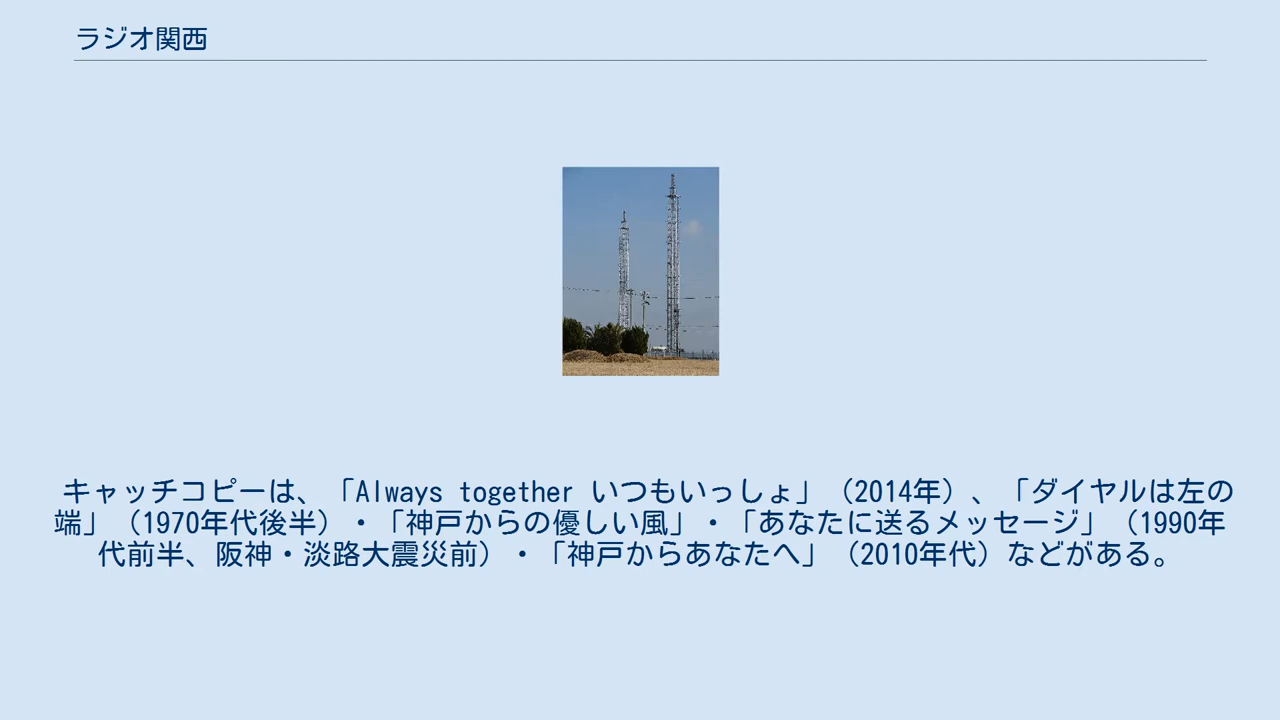 ラジオ関西
キャッチコピーは、「Always together いつもいっしょ」（2014年）、「ダイヤルは左の
端」（1970年代後半）・「神戸からの優しい風」・「あなたに送るメッセージ」（1990年
代前半、阪神・淡路大震災前）・「神戸からあなたへ」（2010年代）などがある。